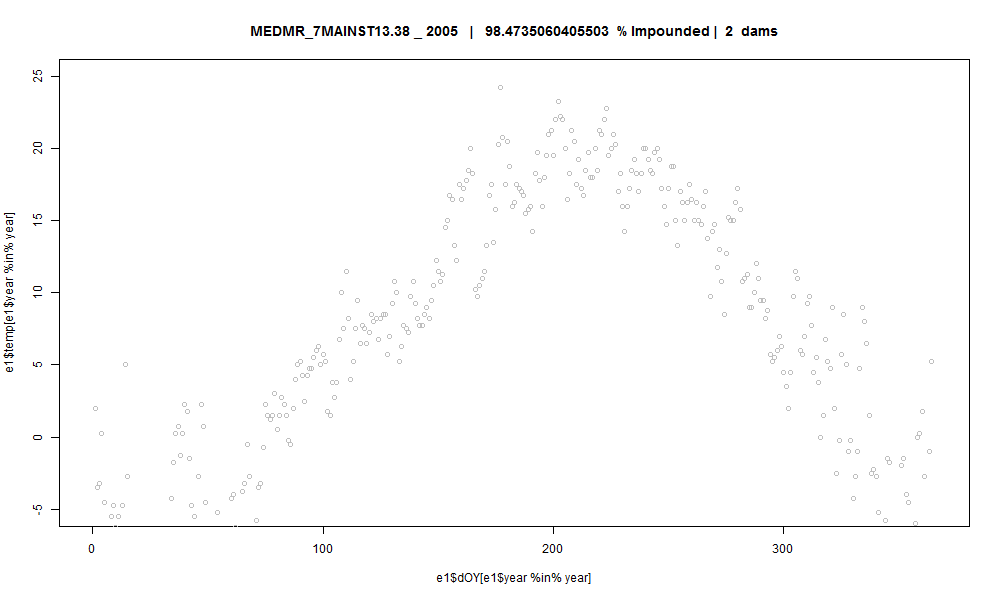 MEDMR_7MAINST13.38 _ 2005 | 98.4735060405503 % Impounded | 2 dams
e1$temp[e1$year %in% year]
25
20
15
10
5
0
-5
0 100 200 300
e1$dOY[e1$year %in% year]